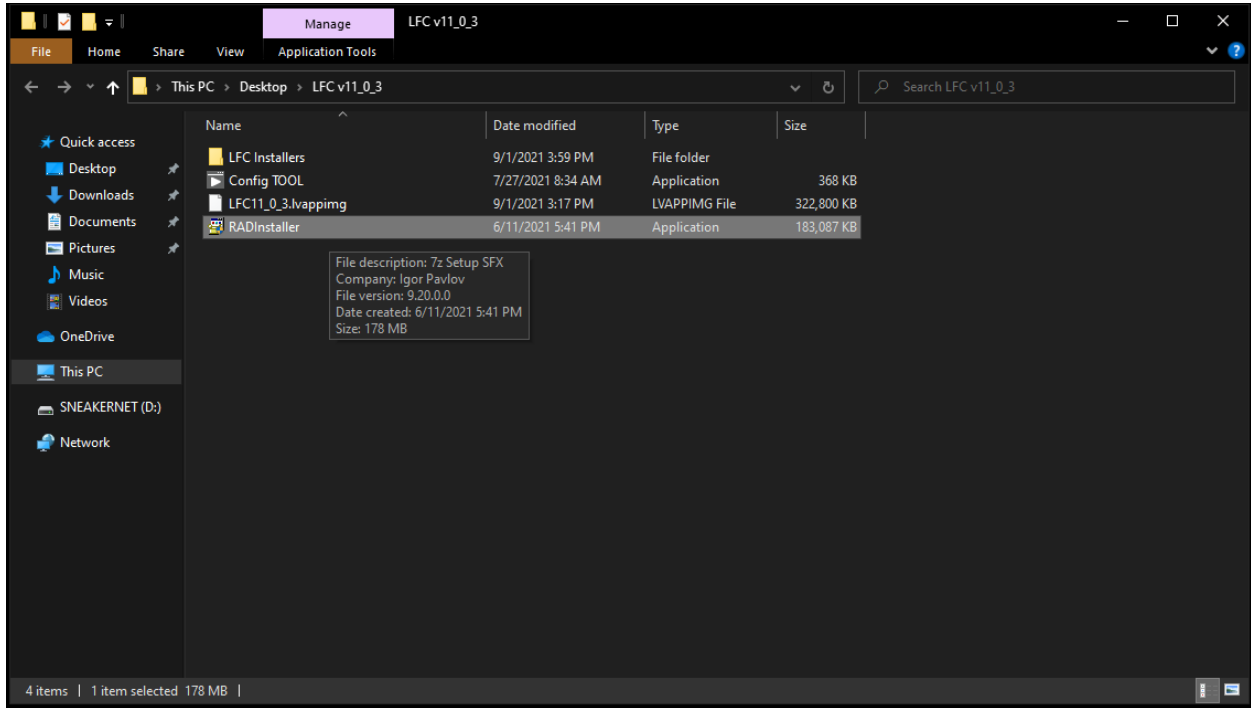 Manage
LFC v11_0_3
File Home Share View Application Tools
This PC > Desktop > LFC v11_0_3
Search LFC v11_0_3
Name Date modified Type Size
Quick access
Desktop
Downloads
Documents
Pictures
Music
Videos
OneDrive
This PC
SNEAKERNET (D:)
Network
LFC Installers 9/1/2021 3:59 PM File folder
Config TOOL 7/27/2021 8:34 AM Application 368 KB
LFC11_0_3.lvappimg 9/1/2021 3:17 PM LVAPPIMG File 322,800 KB
RADInstaller 6/11/2021 5:41 PM Application 183,087 KB
File description: 7z Setup SFX
Company: Igor Pavlov
File version: 9.20.0.0
Date created: 6/11/2021 5:41 PM
Size: 178 MB
4 items | 1 item selected 178 MB |